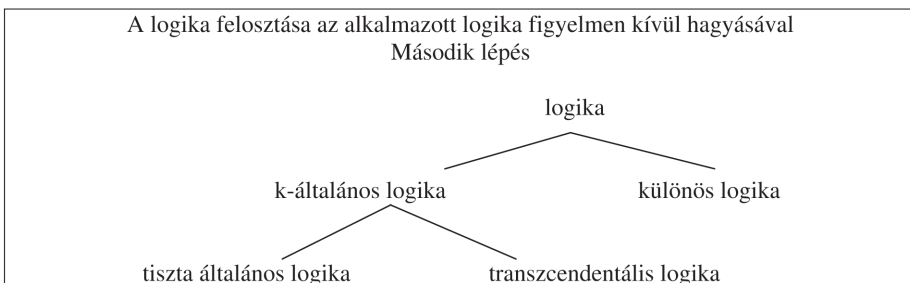 A logika felosztása az alkalmazott logika figyelmen kívül hagyásával
Második lépés
logika
k-általános logika különös logika
tiszta általános logika transzcendentális logika